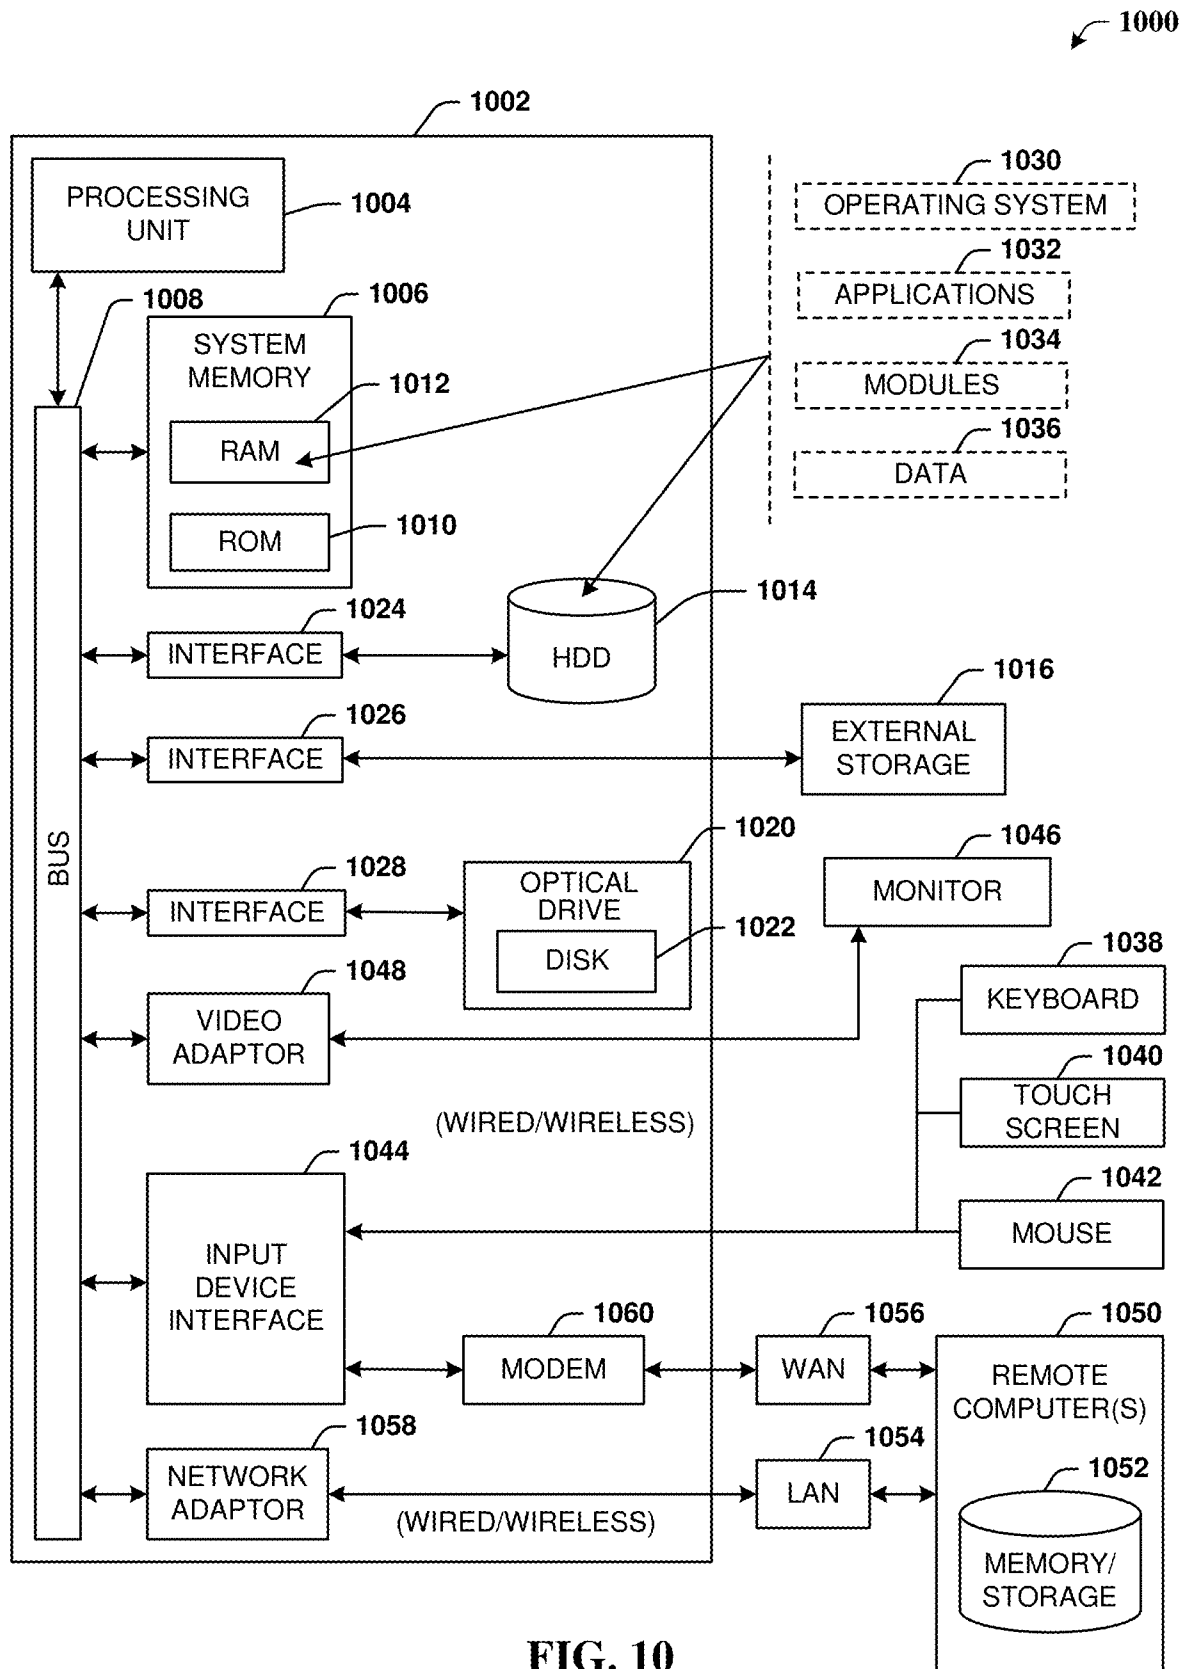 1000
1002
PROCESSING
UNIT
1004
1030
OPERATING SYSTEM
1032
APPLICATIONS
1034
MODULES
1036
DATA
1008
1006
SYSTEM
MEMORY
1012
RAM
1010
ROM
1024
INTERFACE
1014
HDD
1026
INTERFACE
1016
EXTERNAL
STORAGE
BUS
1028
INTERFACE
1020
OPTICAL
DRIVE
1022
DISK
1046
MONITOR
1048
VIDEO
ADAPTOR
1038
KEYBOARD
1040
TOUCH
SCREEN
(WIRED/WIRELESS)
1044
INPUT
DEVICE
INTERFACE
1042
MOUSE
1060
MODEM
1056
WAN
1050
REMOTE
COMPUTER(S)
1058
NETWORK
ADAPTOR
(WIRED/WIRELESS)
1054
LAN
1052
MEMORY/
STORAGE
FIG. 10